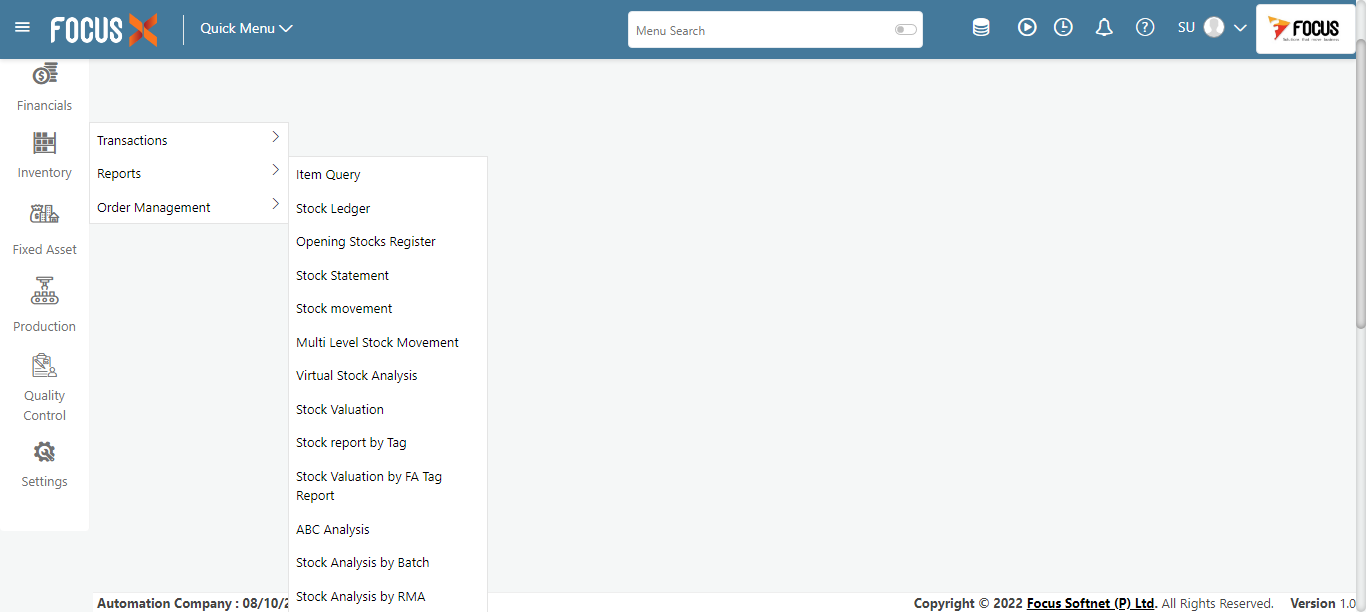 FOCUS X
Quick Menu
Menu Search
SU
FOCUS
Financials
Inventory
Fixed Asset
Production
Quality
Control
Settings
Transactions
Reports
Order Management
Item Query
Stock Ledger
Opening Stocks Register
Stock Statement
Stock movement
Multi Level Stock Movement
Virtual Stock Analysis
Stock Valuation
Stock report by Tag
Stock Valuation by FA Tag
Report
ABC Analysis
Stock Analysis by Batch
Stock Analysis by RMA
Automation Company : 08/10/2
Copyright © 2022 Focus Softnet (P) Ltd. All Rights Reserved. Version 1.0